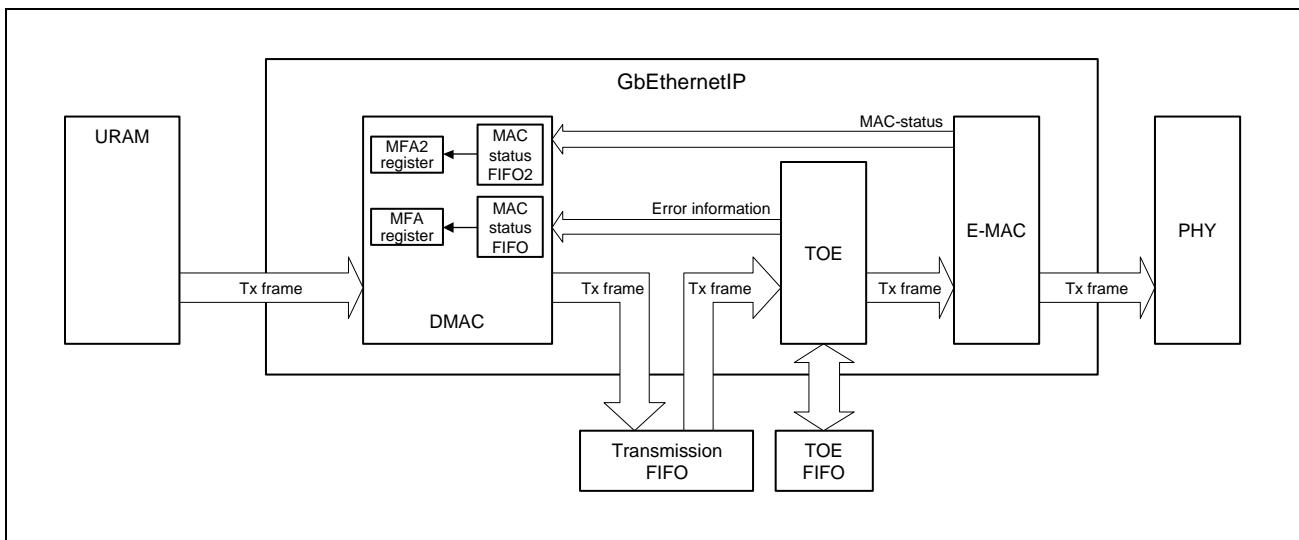 GbEthernetIP
URAM
MFA2
register
MAC
status
FIFO2
MAC-status
MFA
register
MAC
status
FIFO
Error information
TOE
E-MAC
PHY
Tx frame
DMAC
Tx frame
Tx frame
Tx frame
Tx frame
Transmission
FIFO
TOE
FIFO